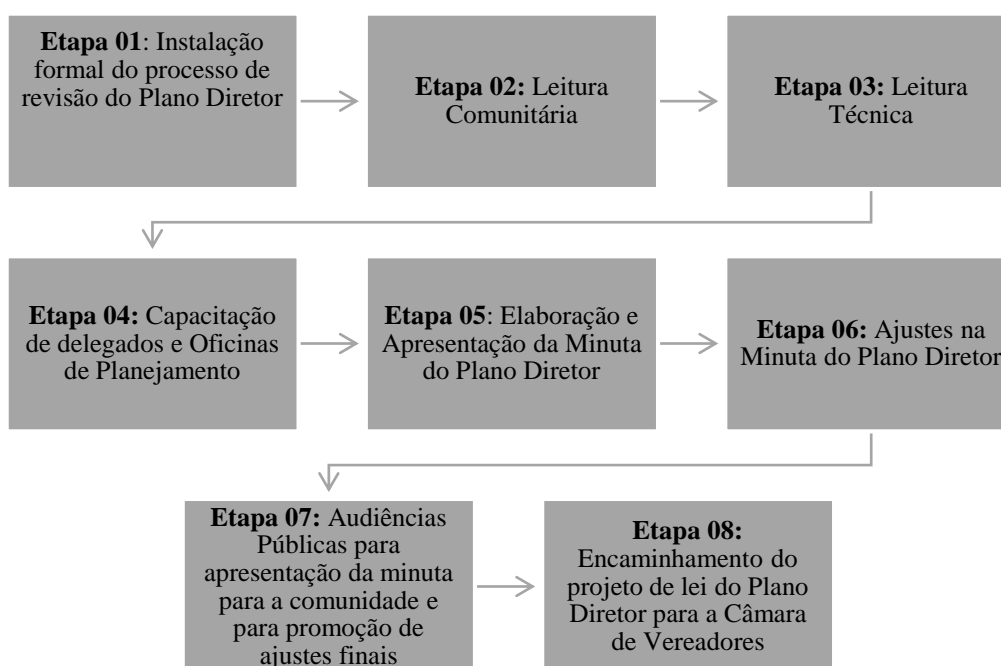 Etapa 01: Instalação
formal do processo de
revisão do Plano Diretor
Etapa 02: Leitura
Comunitária
Etapa 03: Leitura
Técnica
Etapa 04: Capacitação
de delegados e Oficinas
de Planejamento
Etapa 05: Elaboração e
Apresentação da Minuta
do Plano Diretor
Etapa 06: Ajustes na
Minuta do Plano Diretor
Etapa 07: Audiências
Públicas para
apresentação da minuta
para a comunidade e
para promoção de
ajustes finais
Etapa 08:
Encaminhamento do
projeto de lei do Plano
Diretor para a Câmara
de Vereadores